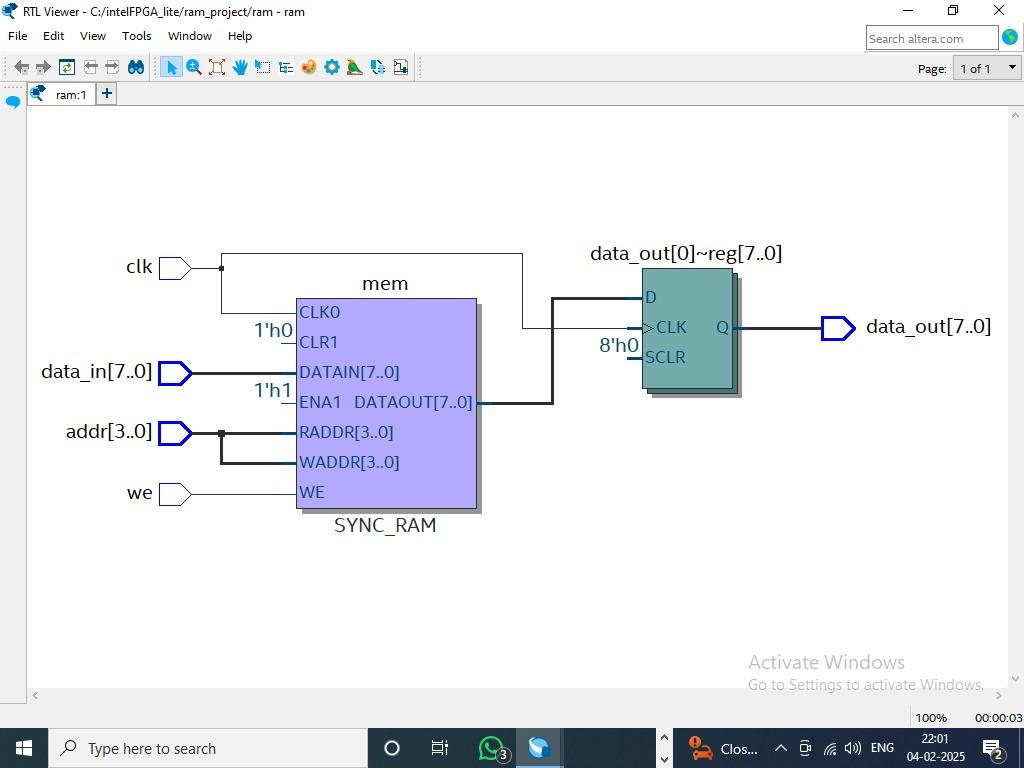 RTL Viewer - C:/intelFPGA_lite/ram_project/ram - ram
File Edit View Tools Window Help
Search altera.com
Page: 1 of 1
ram:1 +
data_out[0]~reg[7..0]
clk
mem
CLK0
1'h0
CLR1
data_in[7..0]
DATAIN[7..0]
1'h1
ENA1 DATAOUT[7..0]
addr[3..0]
RADDR[3..0]
WADDR[3..0]
we
WE
SYNC_RAM
D
CLK Q
8'h0
SCLR
data_out[7..0]
Activate Windows
Go to Settings to activate Windows.
100% 00:00:03
Type here to search
3
Clos...
ENG
22:01
04-02-2025
2